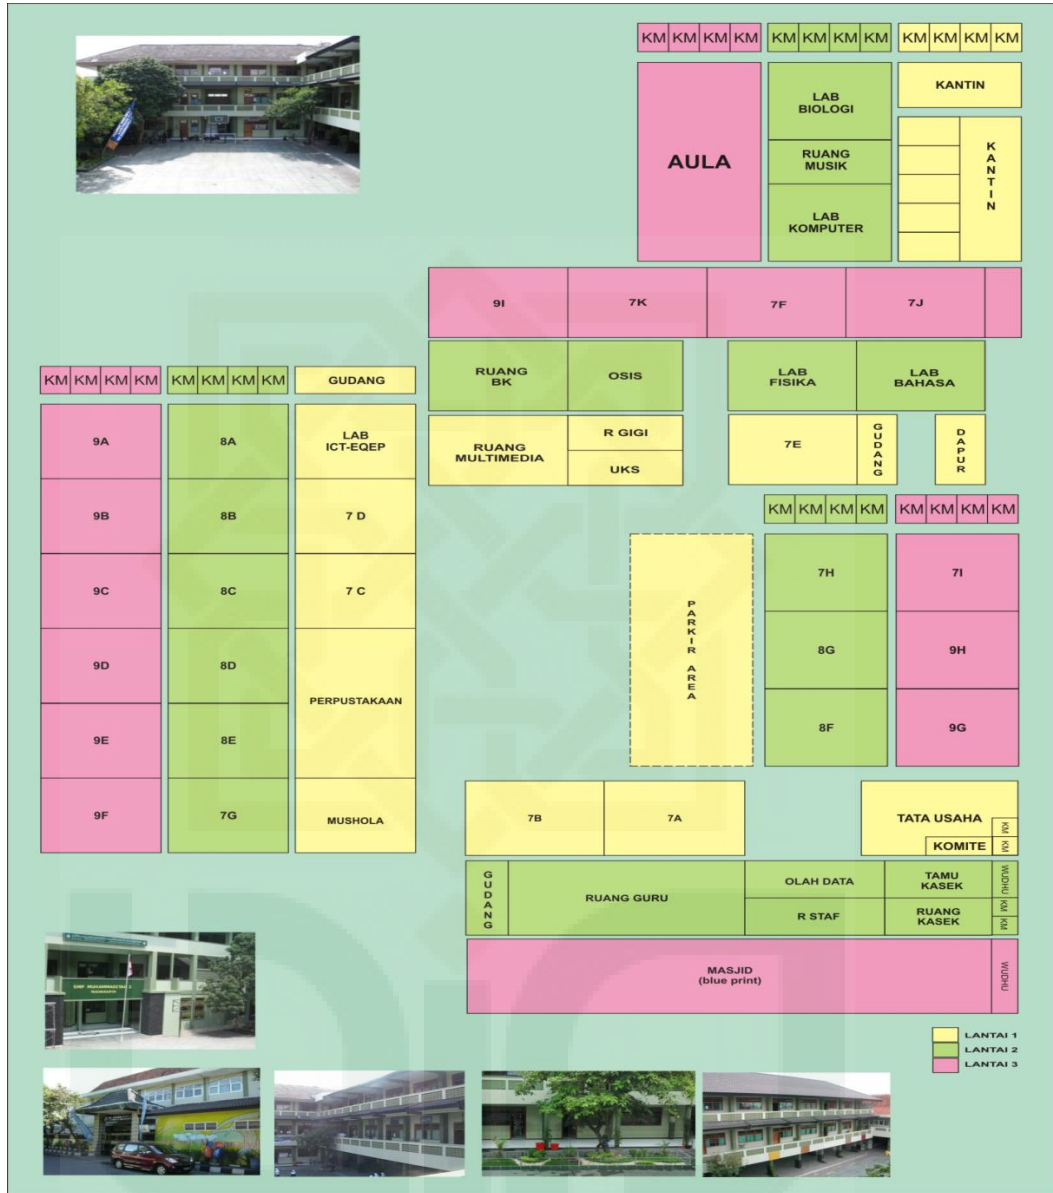 KM KM KM KM KM KM KM KM KM KM KM KM
AULA
LAB
BIOLOGI
RUANG
MUSIK
LAB
KOMPUTER
KANTIN
KANTIN
9I 7K 7F 7J
RUANG
BK
OSIS
LAB
FISIKA
LAB
BAHASA
RUANG
MULTIMEDIA
R GIGI
UKS
7E
GUDANG
DAPUR
KM KM KM KM KM KM KM KM GUDANG
9A 8A
LAB
ICT-EQEP
9B 8B 7 D
9C 8C 7 C
9D 8D
PERPUSTAKAAN
9E 8E
9F 7G MUSHOLA
KM KM KM KM KM KM KM KM
PARKIR AREA
7H 7I
8G 9H
8F 9G
7B 7A
TATA USAHA
KM
KOMITE KM
GUDANG
RUANG GURU
OLAH DATA
TAMU
KASEK
WUDHU
R STAF
RUANG
KASEK
KM
KM
MASJID
(blue print)
WUDHU
LANTAI 1
LANTAI 2
LANTAI 3
SMP MUHAMMADIYAH 2